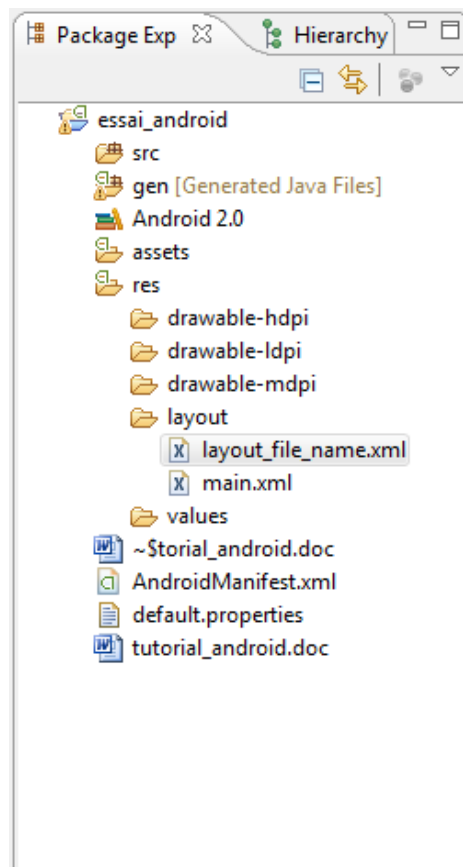 Package Exp Hierarchy
essai_android
src
gen [Generated Java Files]
Android 2.0
assets
res
drawable-hdpi
drawable-ldpi
drawable-mdpi
layout
layout_file_name.xml
main.xml
values
~$torial_android.doc
AndroidManifest.xml
default.properties
tutorial_android.doc